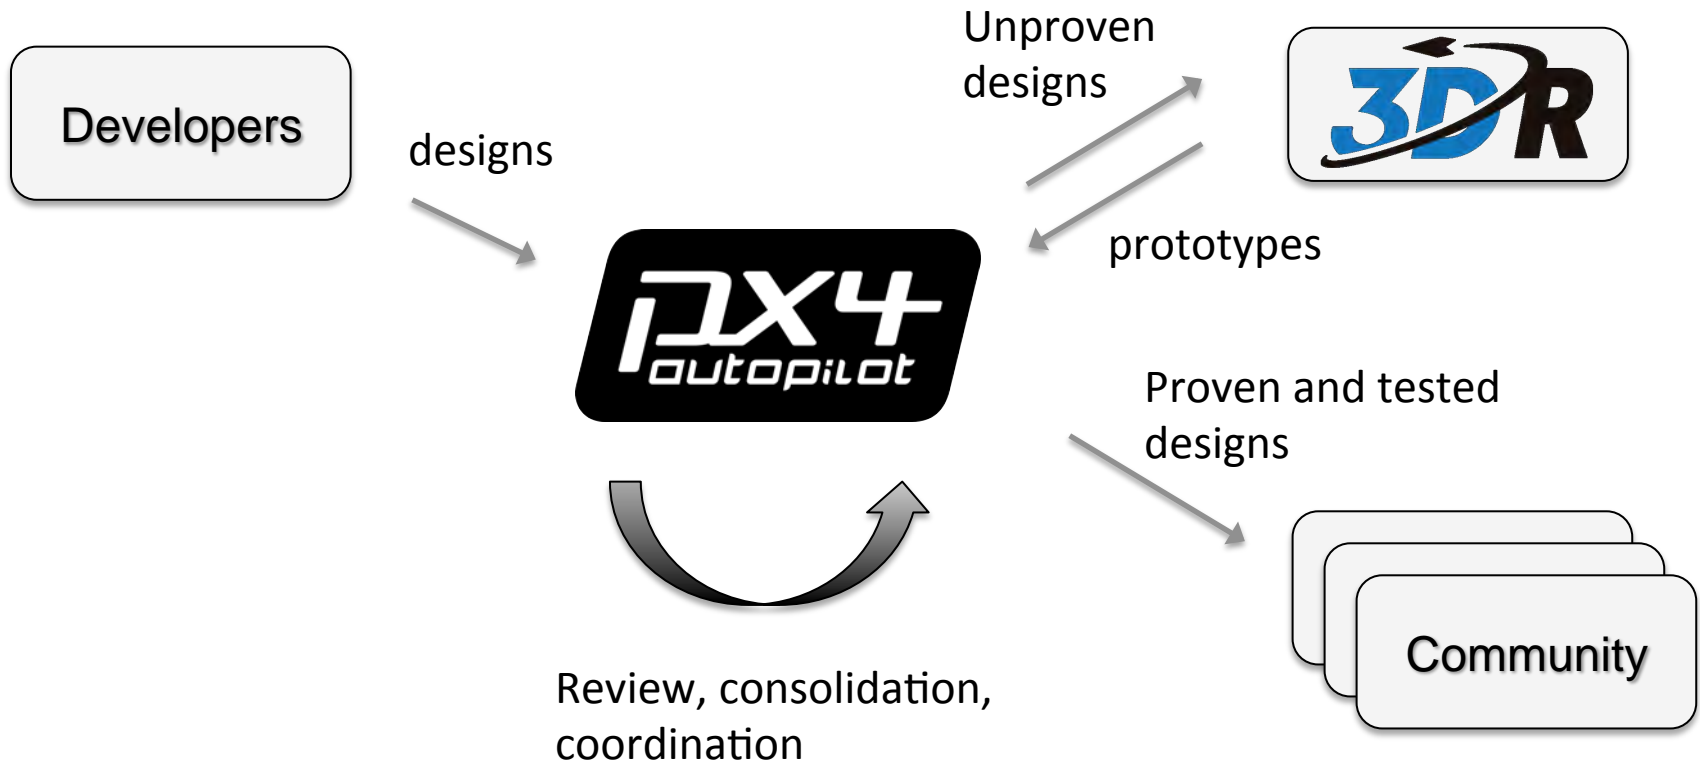 Developers
designs
Unproven
designs
3DR
prototypes
px4
autopilot
Proven and tested
designs
Community
Review, consolidation,
coordination